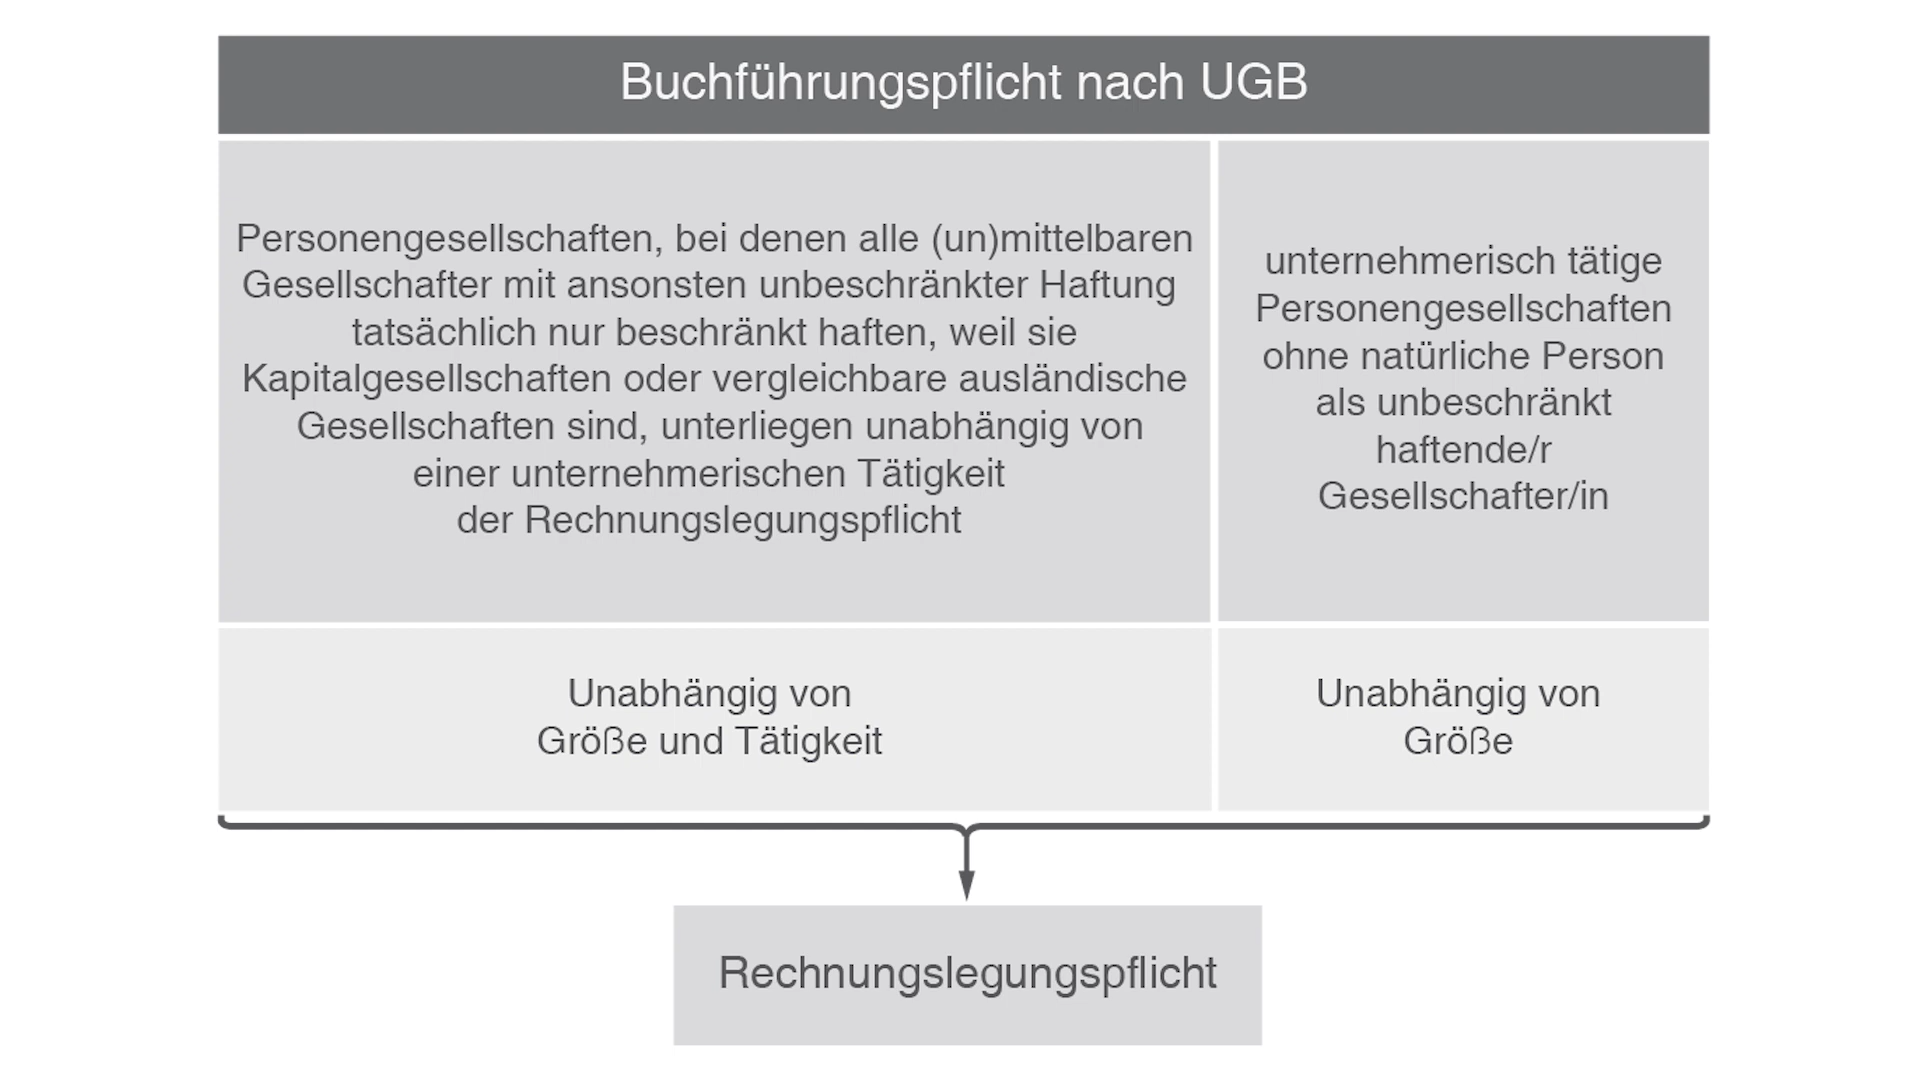 Buchführungspflicht nach UGB
Personengesellschaften, bei denen alle (un)mittelbaren
Gesellschafter mit ansonsten unbeschränkter Haftung
tatsächlich nur beschränkt haften, weil sie
Kapitalgesellschaften oder vergleichbare ausländische
Gesellschaften sind, unterliegen unabhängig von
einer unternehmerischen Tätigkeit
der Rechnungslegungspflicht
unternehmerisch tätige
Personengesellschaften
ohne natürliche Person
als unbeschränkt
haftende/r
Gesellschafter/in
Unabhängig von
Größe und Tätigkeit
Unabhängig von
Größe
Rechnungslegungspflicht